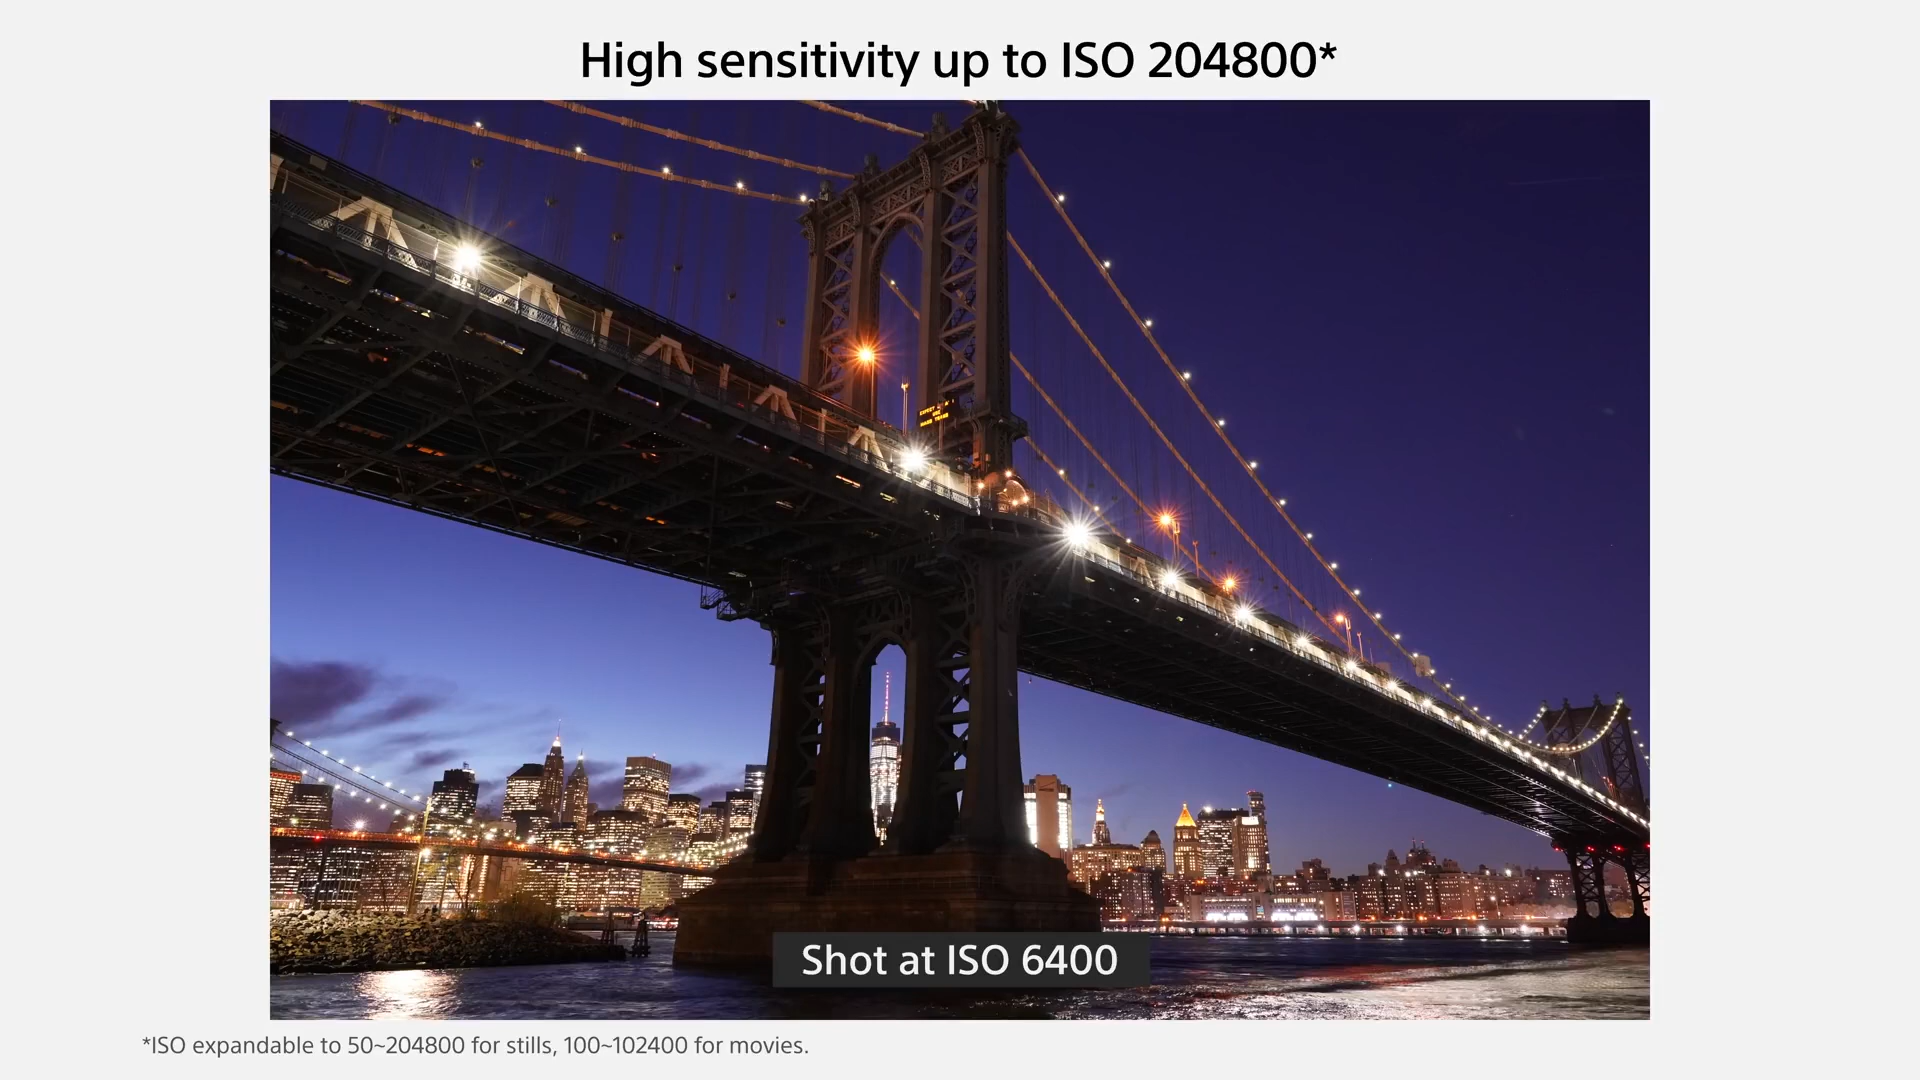 High sensitivity up to ISO 204800*
Shot at ISO 6400
*ISO expandable to 50~204800 for stills, 100~102400 for movies.